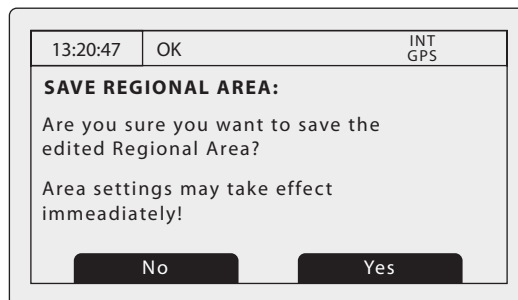 13:20:47 OK INT
GPS
SAVE REGIONAL AREA:
Are you sure you want to save the
edited Regional Area?
Area settings may take effect
immeadiately!
No Yes